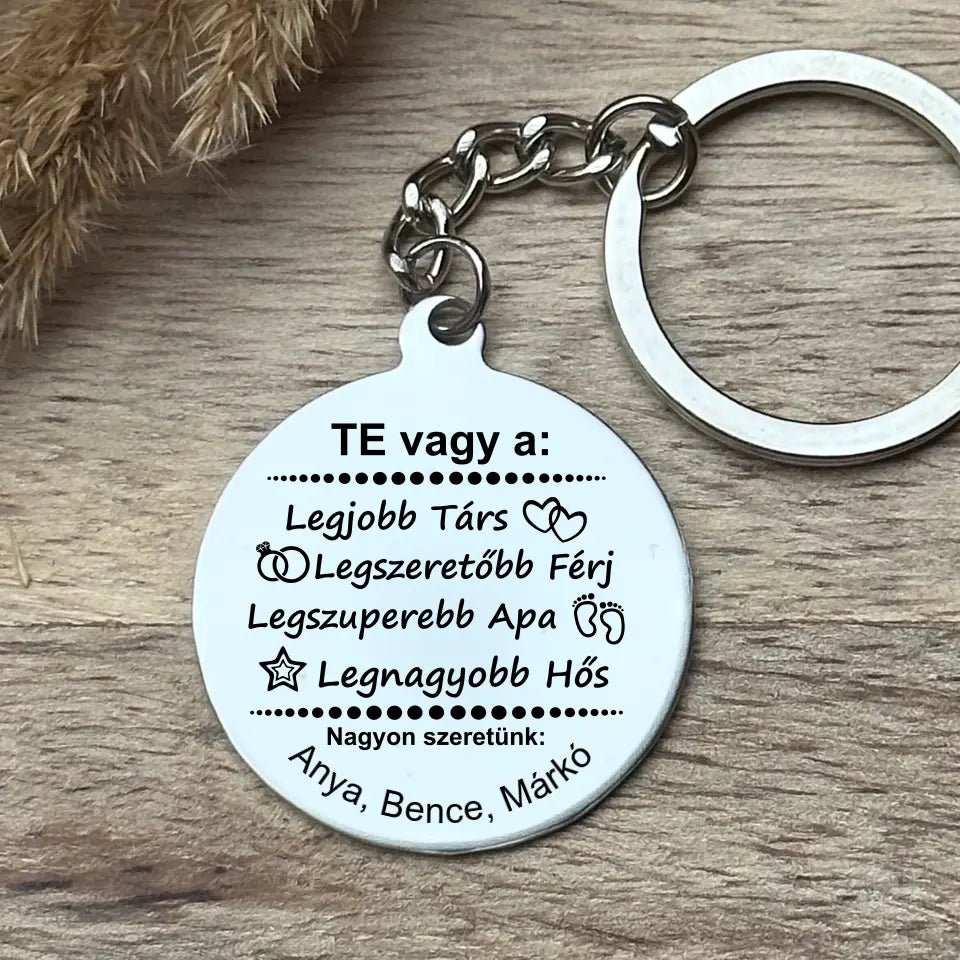 TE vagy a:
Legjobb Társ
Legszeretőbb Férj
Legszuperebb Apa
Legnagyobb Hős
Nagyon szeretünk:
Anya, Bence, Márkó